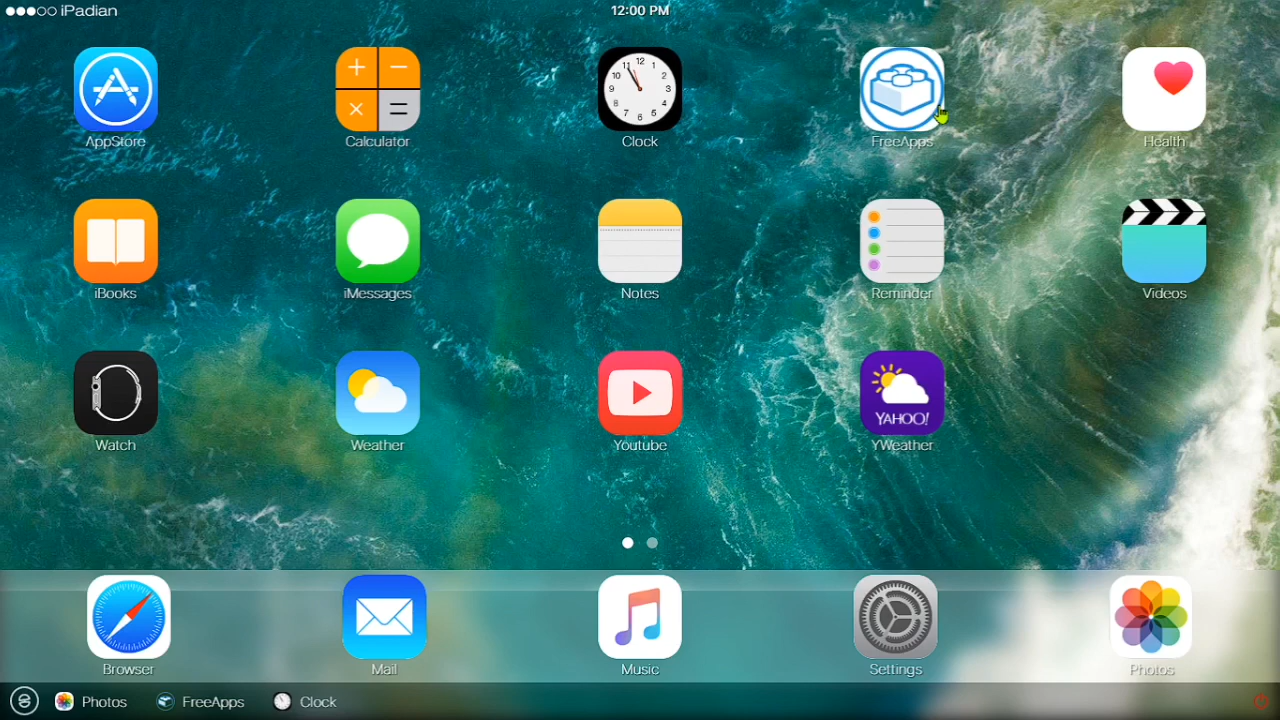 iPadian 12:00 PM
AppStore Calculator Clock FreeApps Health
iBooks iMessages Notes Reminder Videos
YAHOO!
Watch Weather Youtube YWeather
Browser Mail Music Settings Photos
Photos FreeApps Clock